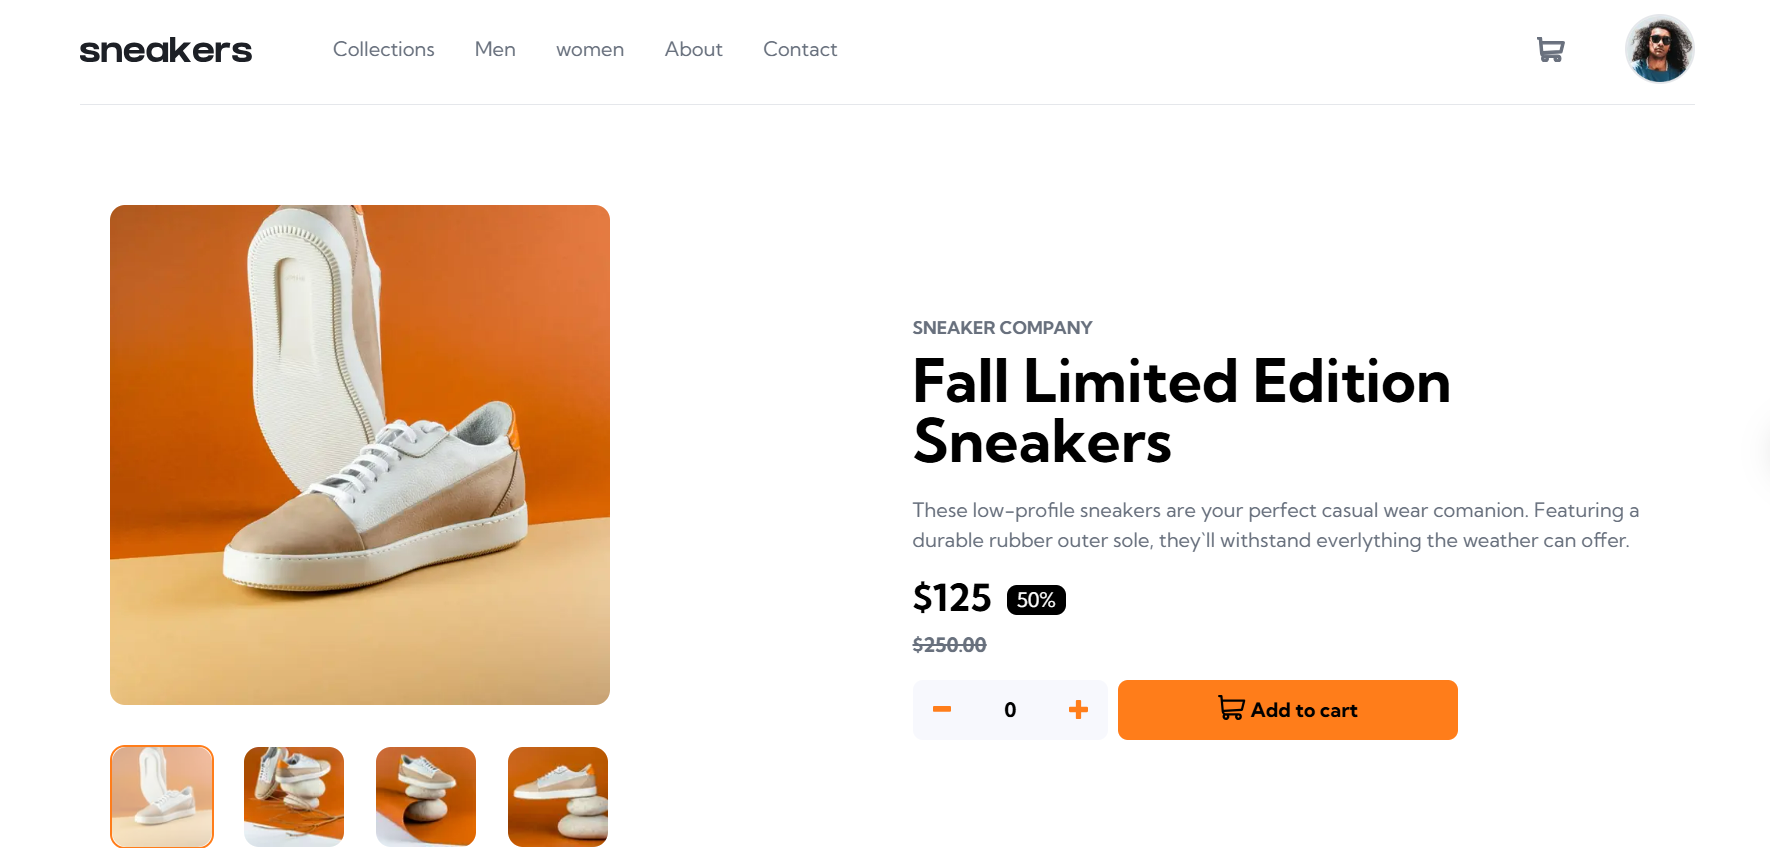 sneakers
Collections Men women About Contact
SNEAKER COMPANY
Fall Limited Edition
Sneakers
These low-profile sneakers are your perfect casual wear comanion. Featuring a
durable rubber outer sole, they`ll withstand everlything the weather can offer.
$125 50%
$250.00
0 Add to cart